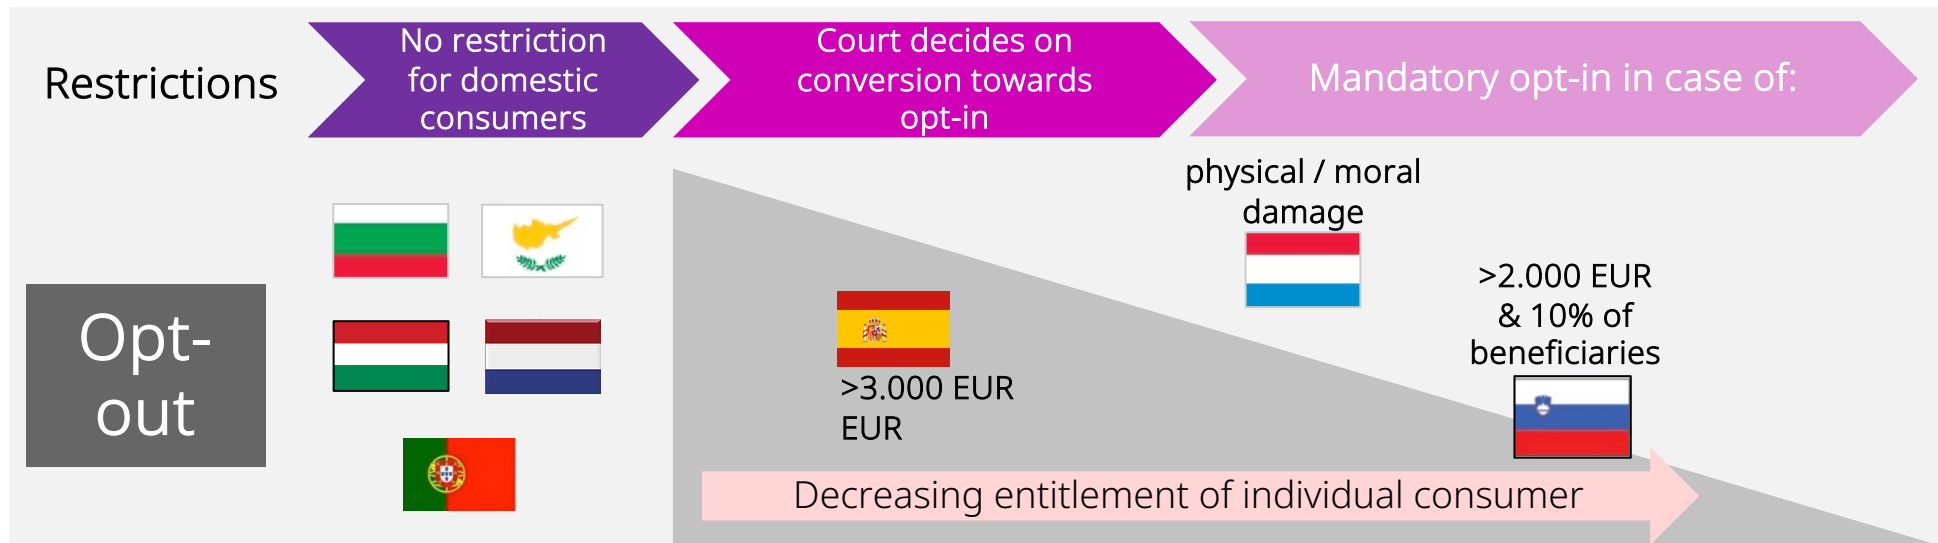 Restrictions
No restriction
for domestic
consumers
Court decides on
conversion towards
opt-in
Mandatory opt-in in case of:
physical / moral
damage
>2.000 EUR
& 10% of
beneficiaries
Opt-
out
>3.000 EUR
EUR
Decreasing entitlement of individual consumer